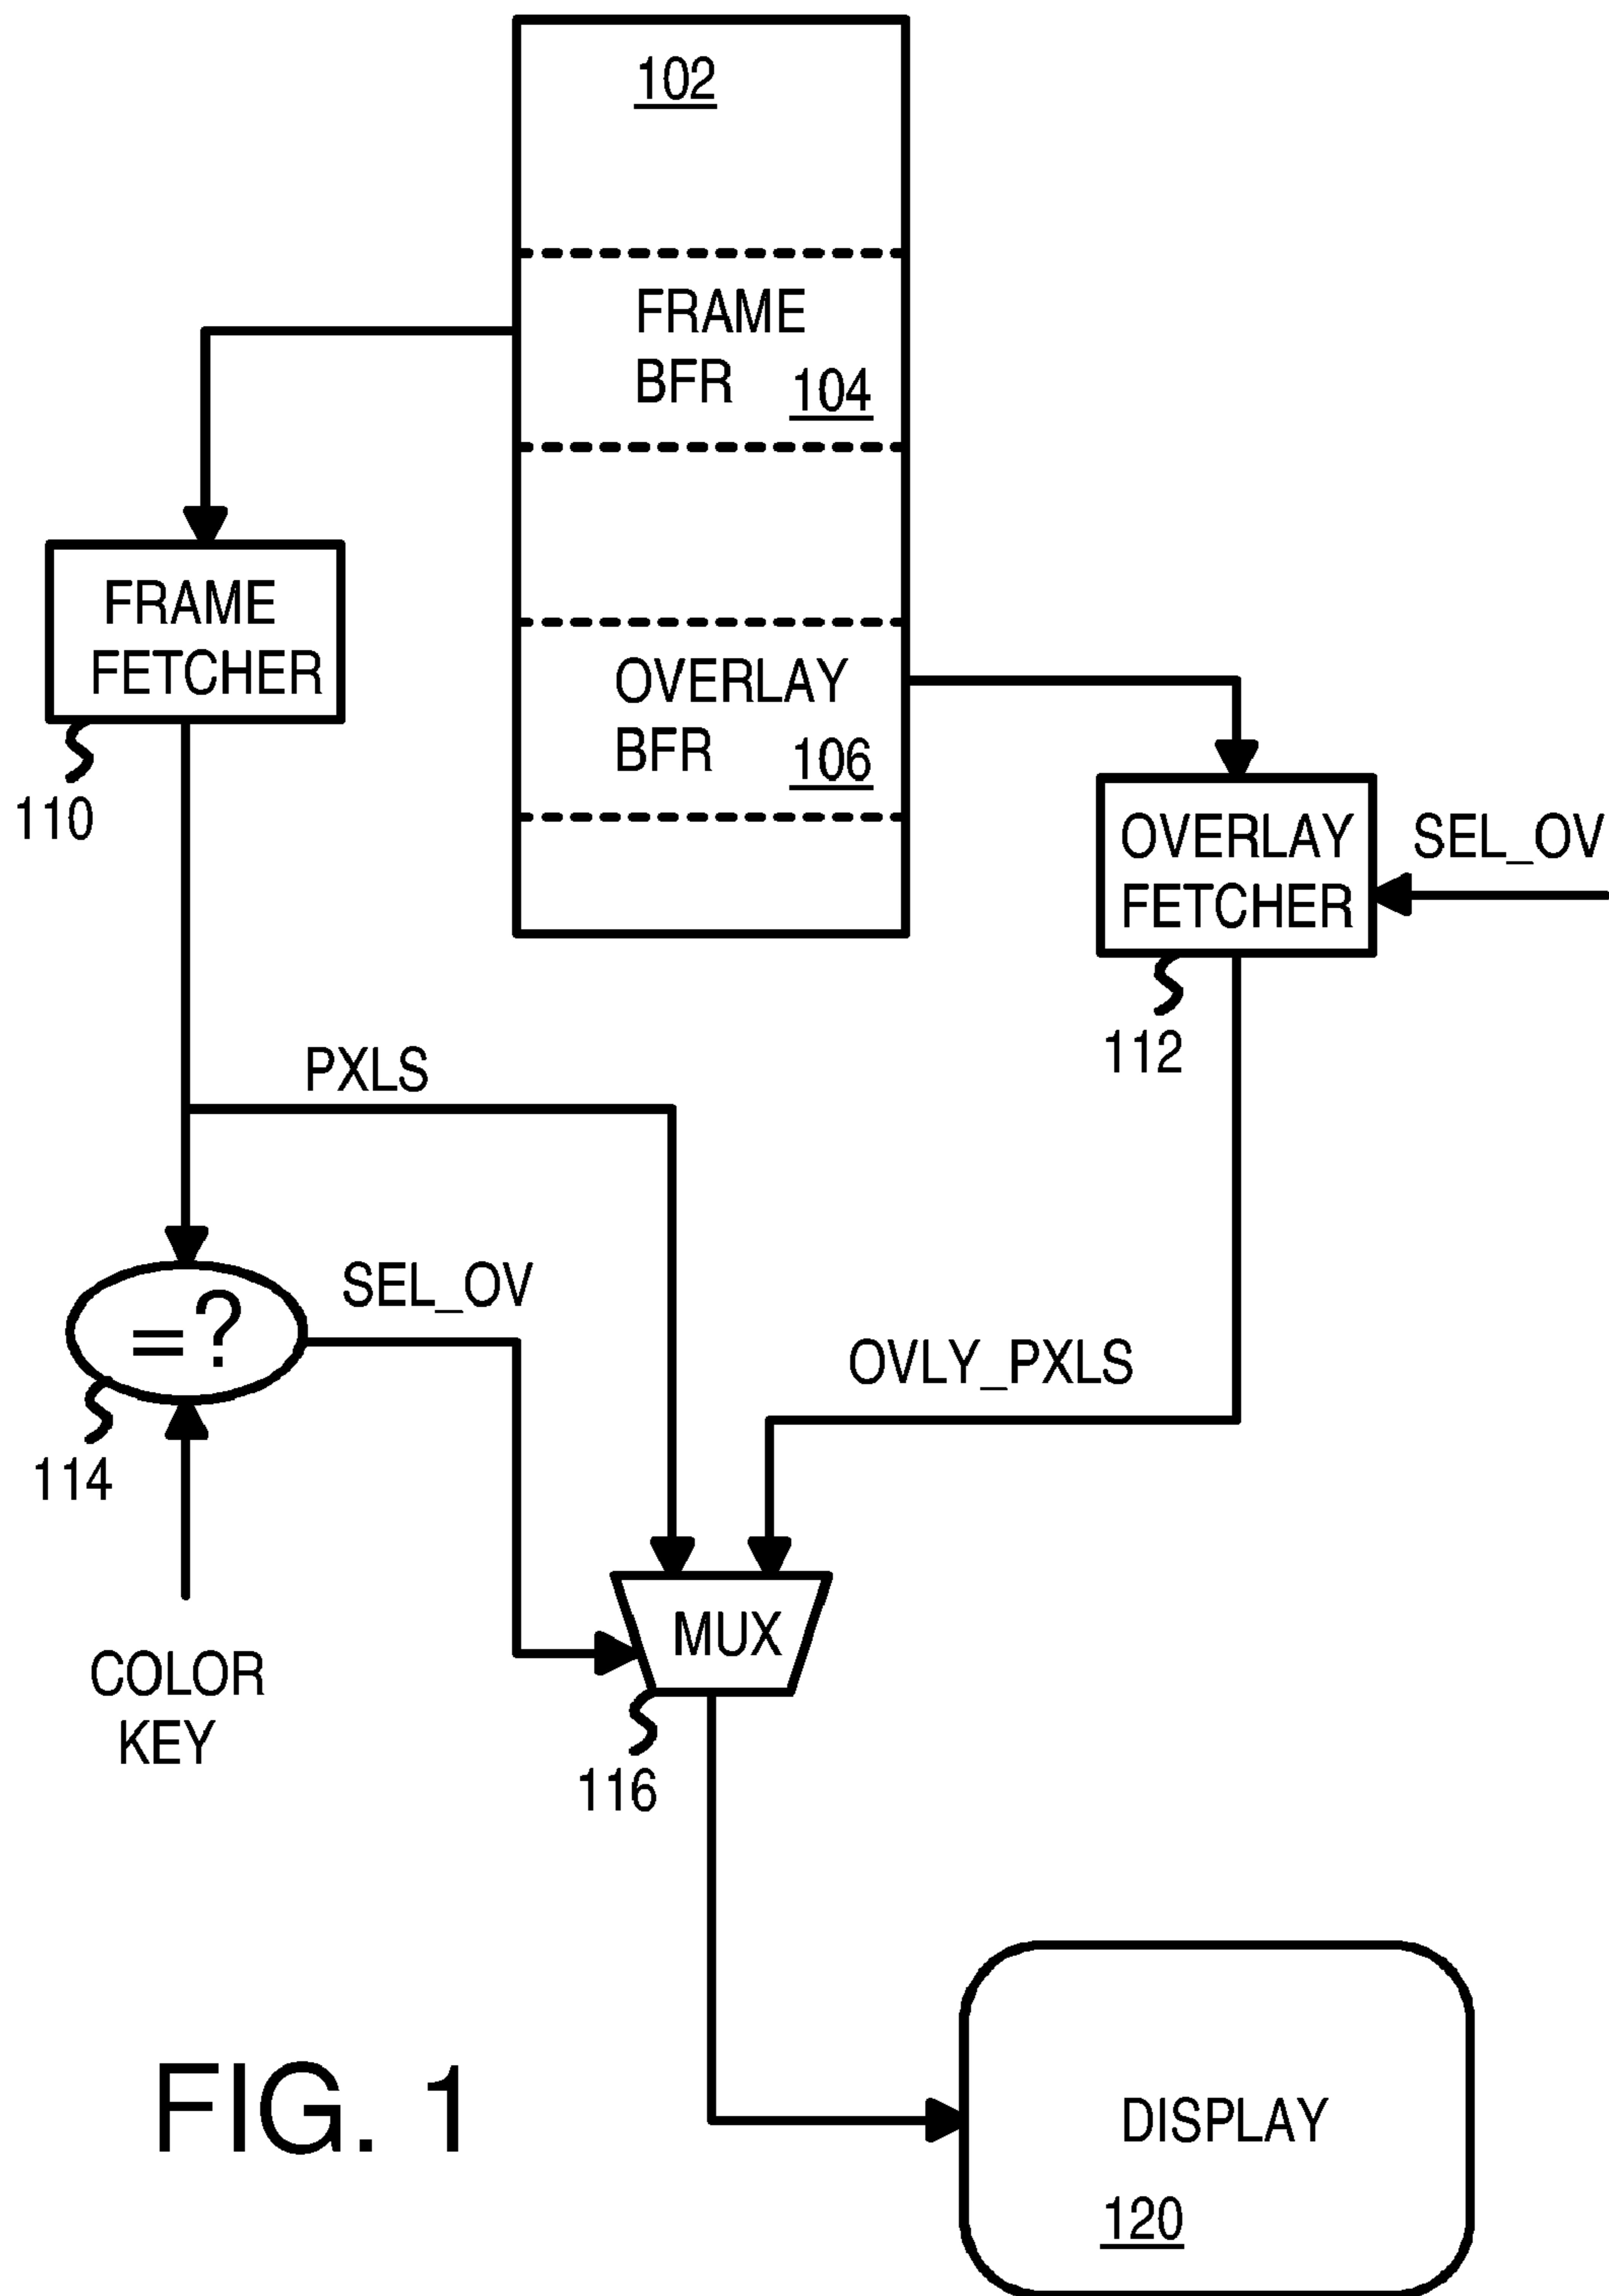 102
FRAME
BFR 104
FRAME
FETCHER
110
OVERLAY
BFR 106
OVERLAY
FETCHER
SEL_OV
112
PXLS
=?
SEL_OV
114
OVLY_PXLS
COLOR
KEY
MUX
116
DISPLAY
120
FIG. 1